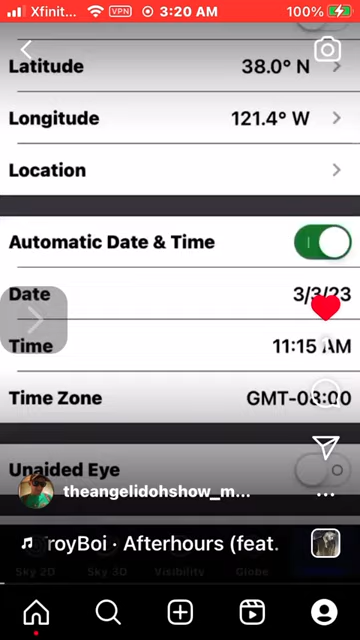 Xfinit... VPN 3:20 AM 100%
Latitude 38.0° N
Longitude 121.4° W
Location
Automatic Date & Time
Date 3/3/23
Time 11:15 AM
Time Zone GMT-08:00
Unaided Eye
theangelidohshow_m...
royBoi · Afterhours (feat.
Sky 2D Sky 3D Visibility Globe